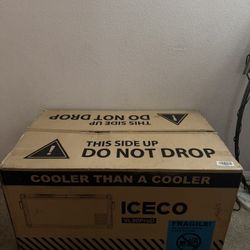 THIS SIDE UP
DO NOT DROP
THIS SIDE UP
DO NOT DROP
COOLER THAN A COOLER
ICECO
FRAGILE!